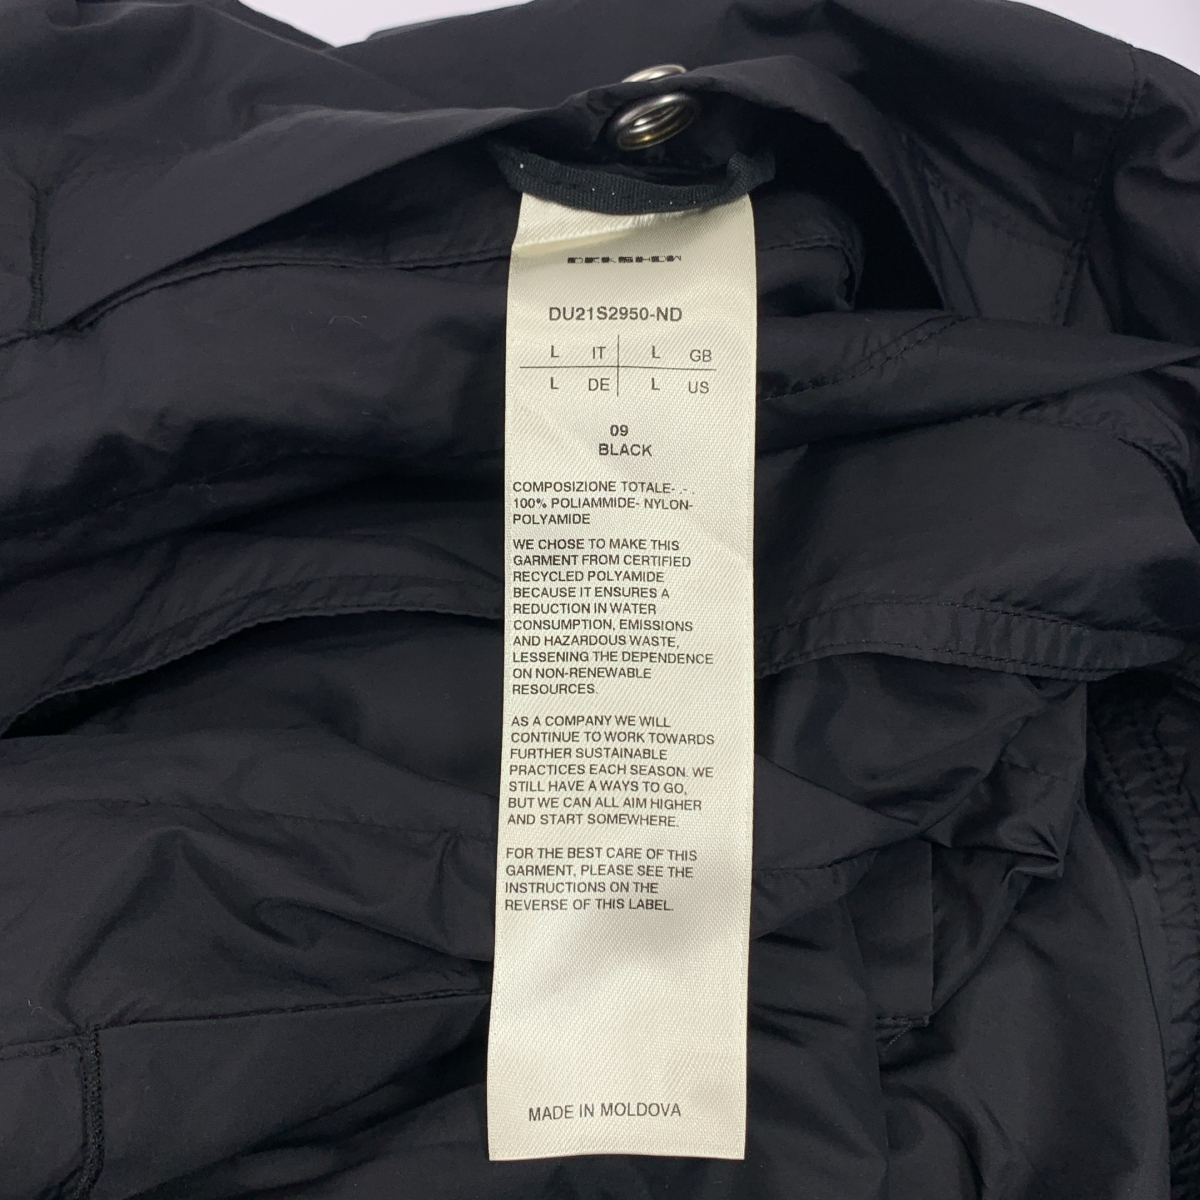 DRKSHDW
DU21S2950-ND
L IT L GB
L DE L US
09
BLACK
COMPOSIZIONE TOTALE- . .
100% POLIAMMIDE- NYLON-
POLYAMIDE
WE CHOSE TO MAKE THIS
GARMENT FROM CERTIFIED
RECYCLED POLYAMIDE
BECAUSE IT ENSURES A
REDUCTION IN WATER
CONSUMPTION, EMISSIONS
AND HAZARDOUS WASTE,
LESSENING THE DEPENDENCE
ON NON-RENEWABLE
RESOURCES.
AS A COMPANY WE WILL
CONTINUE TO WORK TOWARDS
FURTHER SUSTAINABLE
PRACTICES EACH SEASON. WE
STILL HAVE A WAYS TO GO,
BUT WE CAN ALL AIM HIGHER
AND START SOMEWHERE.
FOR THE BEST CARE OF THIS
GARMENT, PLEASE SEE THE
INSTRUCTIONS ON THE
REVERSE OF THIS LABEL.
MADE IN MOLDOVA